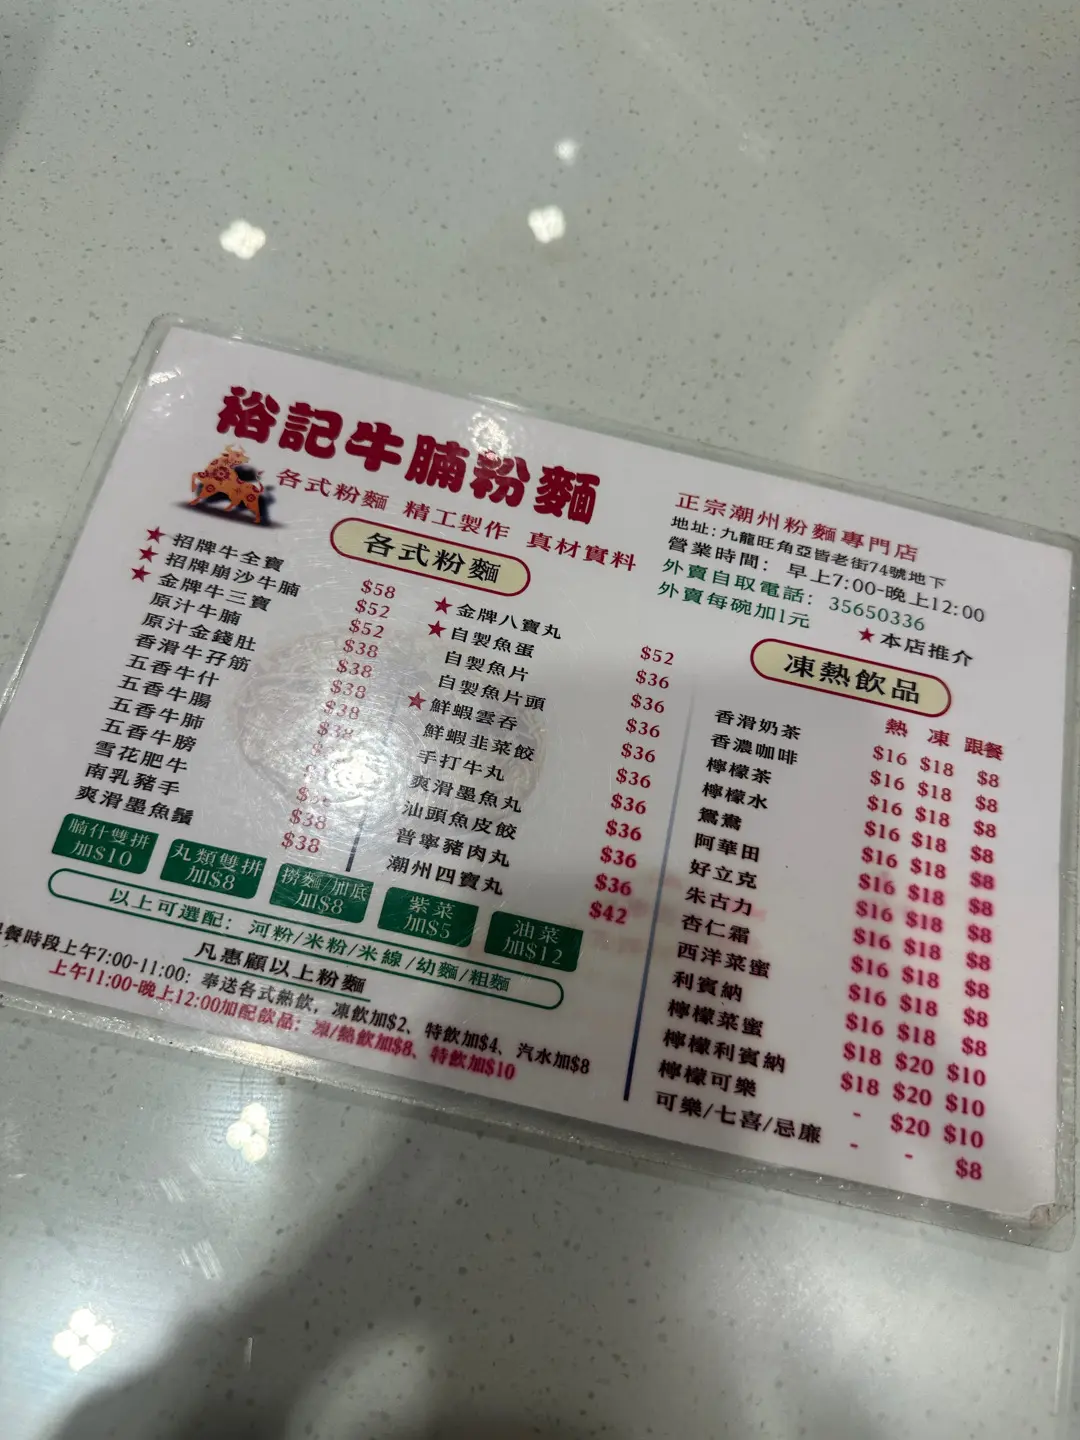 裕記牛腩粉麵
各式粉麵 精工製作 真材實料
正宗潮州粉麵專門店
地址:九龍旺角亞皆老街74號地下
營業時間: 早上7:00-晚上12:00
外賣自取電話: 35650336
外賣每碗加1元
★本店推介
各式粉麵
★招牌牛全寶 $58
★招牌崩沙牛腩 $52
★金牌牛三寶 $52
原汁牛腩 $38
原汁金錢肚 $38
香滑牛孖筋 $38
五香牛什 $38
五香牛腸 $38
五香牛肺
五香牛膀
雪花肥牛
南乳豬手 $38
爽滑墨魚鬚 $38
★金牌八寶丸 $52
★自製魚蛋 $36
自製魚片 $36
自製魚片頭 $36
★鮮蝦雲吞 $36
鮮蝦韭菜餃 $36
手打牛丸 $36
爽滑墨魚丸 $36
汕頭魚皮餃 $36
普寧豬肉丸 $36
潮州四寶丸 $42
腩什雙拼 加$10
丸類雙拼 加$8
撈麵/加底 加$8
紫菜 加$5
油菜 加$12
以上可選配: 河粉/米粉/米線/幼麵/粗麵
凡惠顧以上粉麵
餐時段上午7:00-11:00: 奉送各式熱飲, 凍飲加$2、特飲加$4、汽水加$8
上午11:00-晚上12:00加配飲品: 凍/熱飲加$8、特飲加$10
凍熱飲品
熱 凍 跟餐
香滑奶茶 $16 $18 $8
香濃咖啡 $16 $18 $8
檸檬茶 $16 $18 $8
檸檬水 $16 $18 $8
鴛鴦 $16 $18 $8
阿華田 $16 $18 $8
好立克 $16 $18 $8
朱古力 $16 $18 $8
杏仁霜 $16 $18 $8
西洋菜蜜 $16 $18 $8
利賓納 $16 $18 $8
檸檬菜蜜 $18 $20 $10
檸檬利賓納 $18 $20 $10
檸檬可樂 - $20 $10
可樂/七喜/忌廉 - - $8